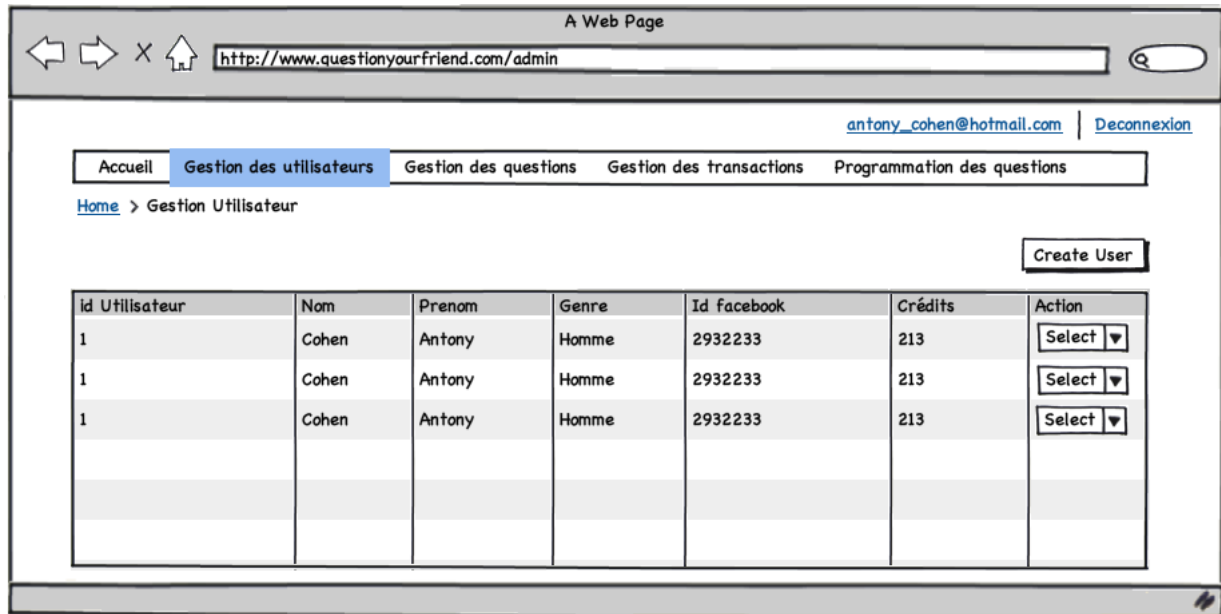 A Web Page
X http://www.questionyourfriend.com/admin
antony_cohen@hotmail.com | Deconnexion
Accueil Gestion des utilisateurs Gestion des questions Gestion des transactions Programmation des questions
Home > Gestion Utilisateur
Create User
id Utilisateur Nom Prenom Genre Id facebook Crédits Action
1 Cohen Antony Homme 2932233 213 Select
1 Cohen Antony Homme 2932233 213 Select
1 Cohen Antony Homme 2932233 213 Select